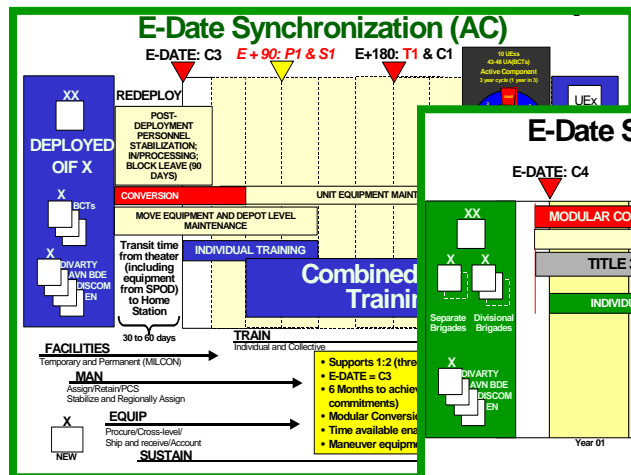 E-Date Synchronization (AC)
E-DATE: C3
E + 90: P1 & S1
E+180: T1 & C1
10 UExs
43-48 UA(BCTs)
Active Component
3 year cycle (1 year in 3)
XX
DEPLOYED
OIF X
X
BCTs
X
DIVARTY
AVN BDE
DISCOM
EN
REDEPLOY
POST-
DEPLOYMENT
PERSONNEL
STABILIZATION;
IN/PROCESSING;
BLOCK LEAVE (90
DAYS)
CONVERSION
UNIT EQUIPMENT MAINT
MOVE EQUIPMENT AND DEPOT LEVEL
MAINTENANCE
Transit time
from theater
(including
equipment
from SPOD)
to Home
Station
30 to 60 days
INDIVIDUAL TRAINING
Combined
Training
XX
UEx
FACILITIES
Temporary and Permanent (MILCON)
TRAIN
Individual and Collective
MAN
Assign/Retain/PCS
Stabilize and Regionally Assign
EQUIP
Procure/Cross-level/
Ship and receive/Account
X
NEW
SUSTAIN
• Supports 1:2 (thre
• E-DATE = C3
• 6 Months to achiev
commitments)
• Modular Conversi
• Time available ena
• Maneuver equipm
E-Date S
E-DATE: C4
XX
X
X
Separate
Brigades
Divisional
Brigades
X
DIVARTY
AVN BDE
DISCOM
EN
MODULAR CO
TITLE
INDIVIDU
Year 01